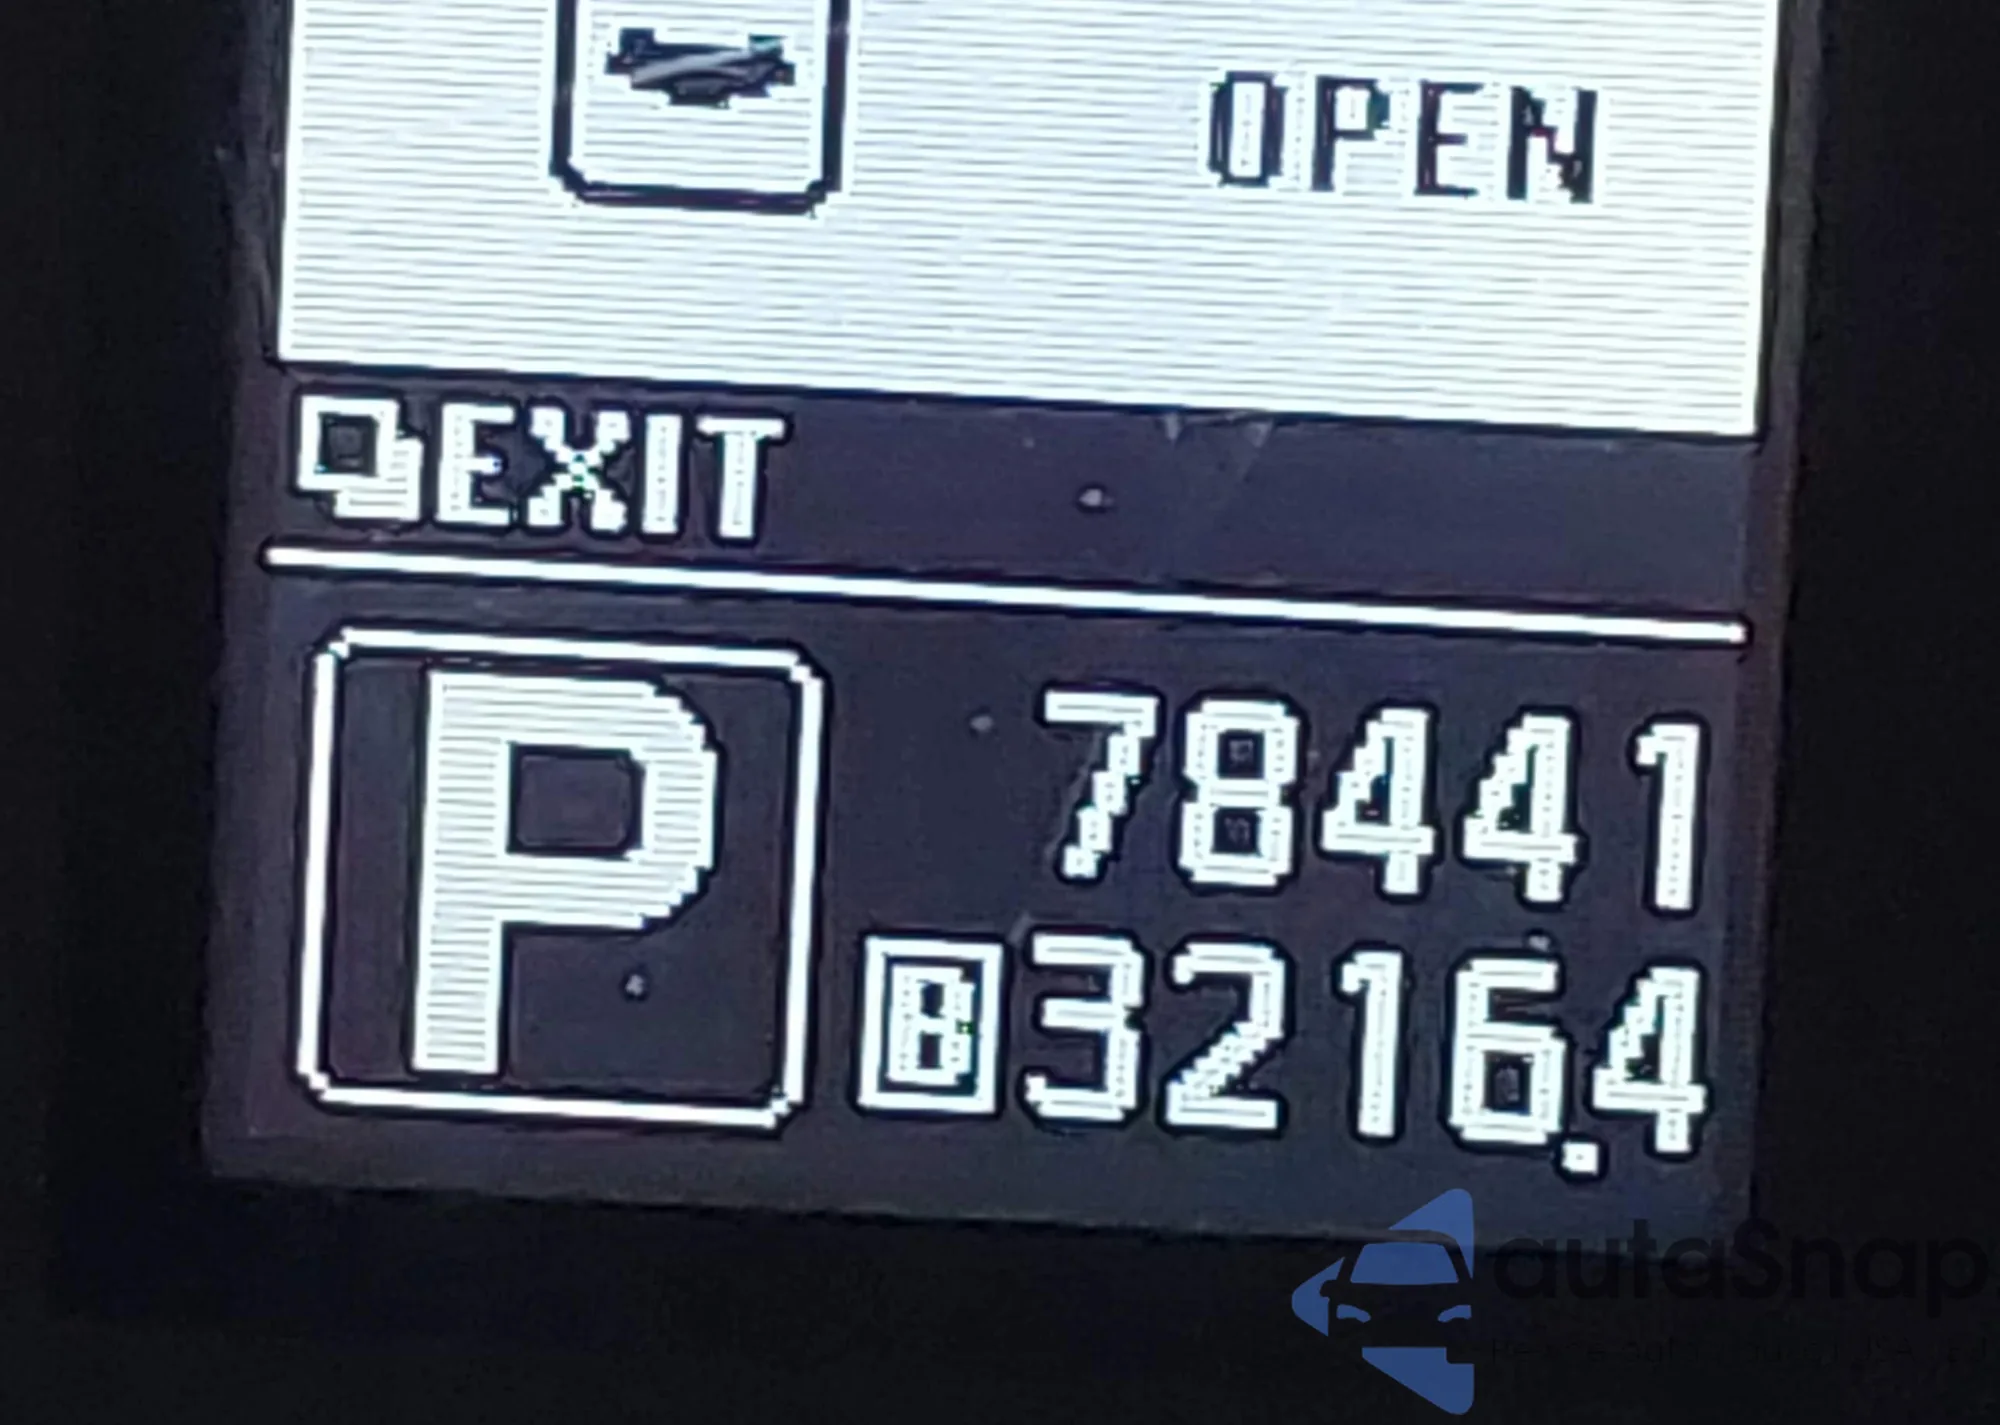 OPEN
EXIT
P
78441
B 3216.4
autoSnap